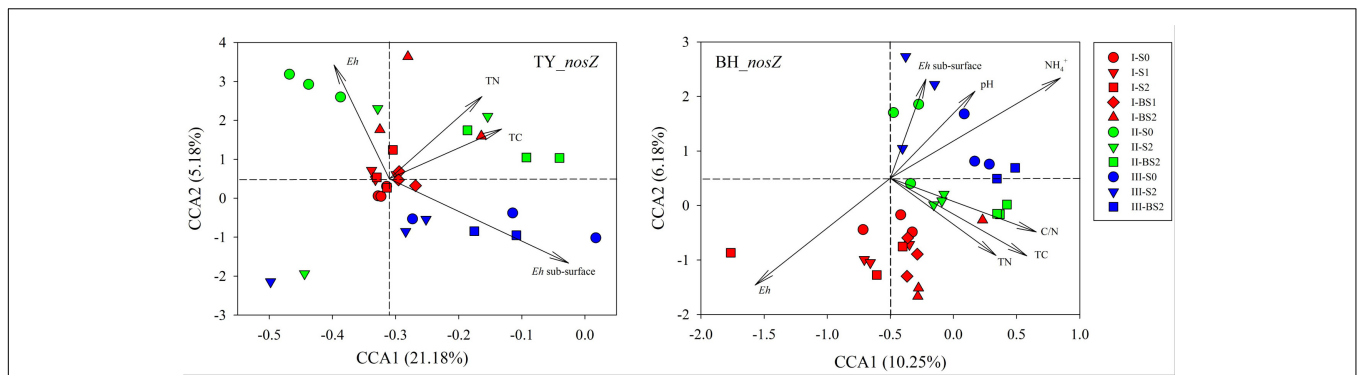 TY_nosZ
4
3
2
1
0
-1
-2
-3
CCA2 (5.18%)
Eh
TN
TC
Eh sub-surface
-0.5
-0.4
-0.3
-0.2
-0.1
0.0
CCA1 (21.18%)
BH_nosZ
3
2
1
0
-1
-2
CCA2 (6.18%)
Eh sub-surface
pH
NH₄⁺
C/N
TC
TN
Eh
-2.0
-1.5
-1.0
-0.5
0.0
0.5
1.0
CCA1 (10.25%)
I-S0
I-S1
I-S2
I-BS1
I-BS2
II-S0
II-S2
II-BS2
III-S0
III-S2
III-BS2